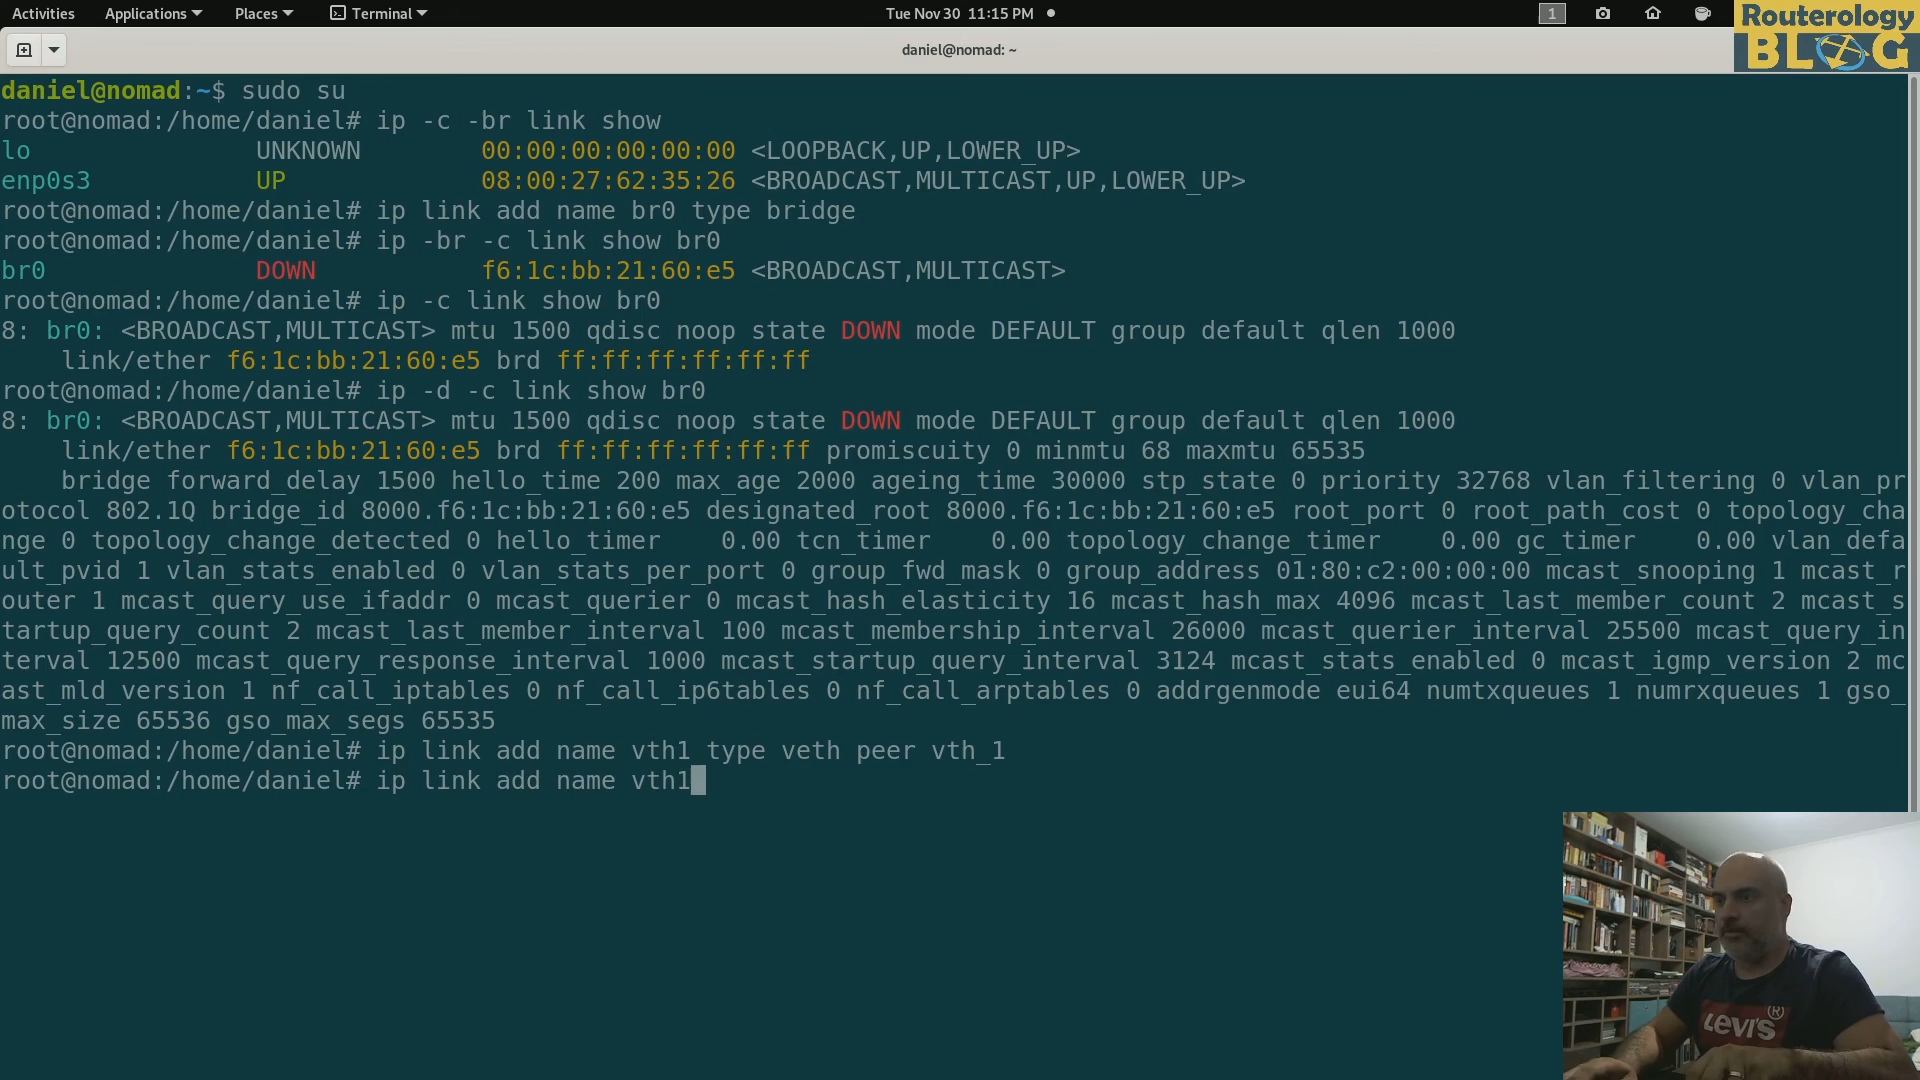 Activities Applications Places Terminal Tue Nov 30 11:15 PM 1
Routerology
BLOG
daniel@nomad: ~
daniel@nomad:~$ sudo su
root@nomad:/home/daniel# ip -c -br link show
lo UNKNOWN 00:00:00:00:00:00 <LOOPBACK,UP,LOWER_UP>
enp0s3 UP 08:00:27:62:35:26 <BROADCAST,MULTICAST,UP,LOWER_UP>
root@nomad:/home/daniel# ip link add name br0 type bridge
root@nomad:/home/daniel# ip -br -c link show br0
br0 DOWN f6:1c:bb:21:60:e5 <BROADCAST,MULTICAST>
root@nomad:/home/daniel# ip -c link show br0
8: br0: <BROADCAST,MULTICAST> mtu 1500 qdisc noop state DOWN mode DEFAULT group default qlen 1000
link/ether f6:1c:bb:21:60:e5 brd ff:ff:ff:ff:ff:ff
root@nomad:/home/daniel# ip -d -c link show br0
8: br0: <BROADCAST,MULTICAST> mtu 1500 qdisc noop state DOWN mode DEFAULT group default qlen 1000
link/ether f6:1c:bb:21:60:e5 brd ff:ff:ff:ff:ff:ff promiscuity 0 minmtu 68 maxmtu 65535
bridge forward_delay 1500 hello_time 200 max_age 2000 ageing_time 30000 stp_state 0 priority 32768 vlan_filtering 0 vlan_pr
otocol 802.1Q bridge_id 8000.f6:1c:bb:21:60:e5 designated_root 8000.f6:1c:bb:21:60:e5 root_port 0 root_path_cost 0 topology_cha
nge 0 topology_change_detected 0 hello_timer 0.00 tcn_timer 0.00 topology_change_timer 0.00 gc_timer 0.00 vlan_defa
ult_pvid 1 vlan_stats_enabled 0 vlan_stats_per_port 0 group_fwd_mask 0 group_address 01:80:c2:00:00:00 mcast_snooping 1 mcast_r
outer 1 mcast_query_use_ifaddr 0 mcast_querier 0 mcast_hash_elasticity 16 mcast_hash_max 4096 mcast_last_member_count 2 mcast_s
tartup_query_count 2 mcast_last_member_interval 100 mcast_membership_interval 26000 mcast_querier_interval 25500 mcast_query_in
terval 12500 mcast_query_response_interval 1000 mcast_startup_query_interval 3124 mcast_stats_enabled 0 mcast_igmp_version 2 mc
ast_mld_version 1 nf_call_iptables 0 nf_call_ip6tables 0 nf_call_arptables 0 addrgenmode eui64 numtxqueues 1 numrxqueues 1 gso_
max_size 65536 gso_max_segs 65535
root@nomad:/home/daniel# ip link add name vth1 type veth peer vth_1
root@nomad:/home/daniel# ip link add name vth1
LEVI'S ®